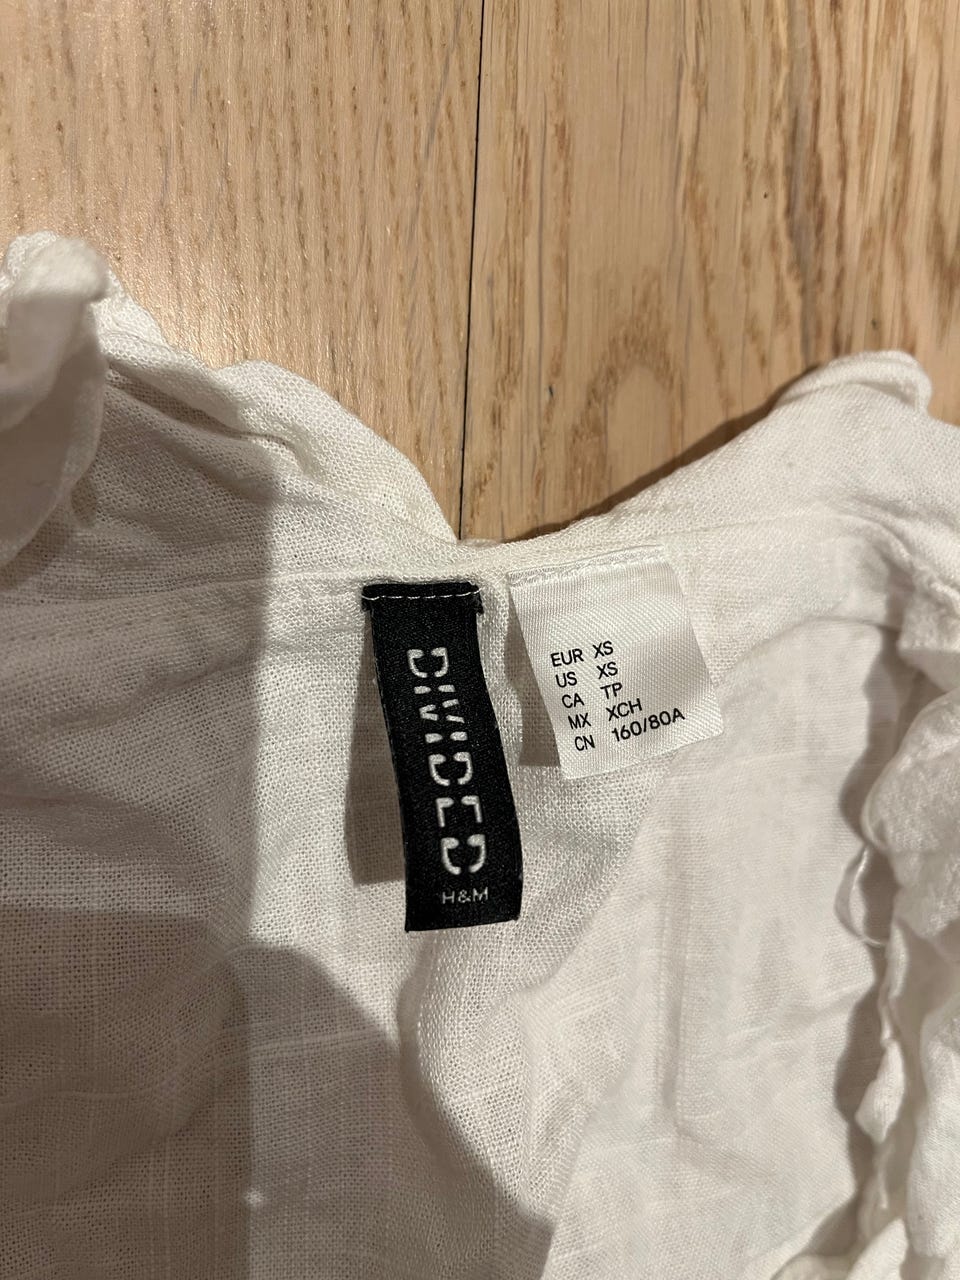 DIVIDED
H&M
EUR XS
US XS
CA TP
MX XCH
CN 160/80A